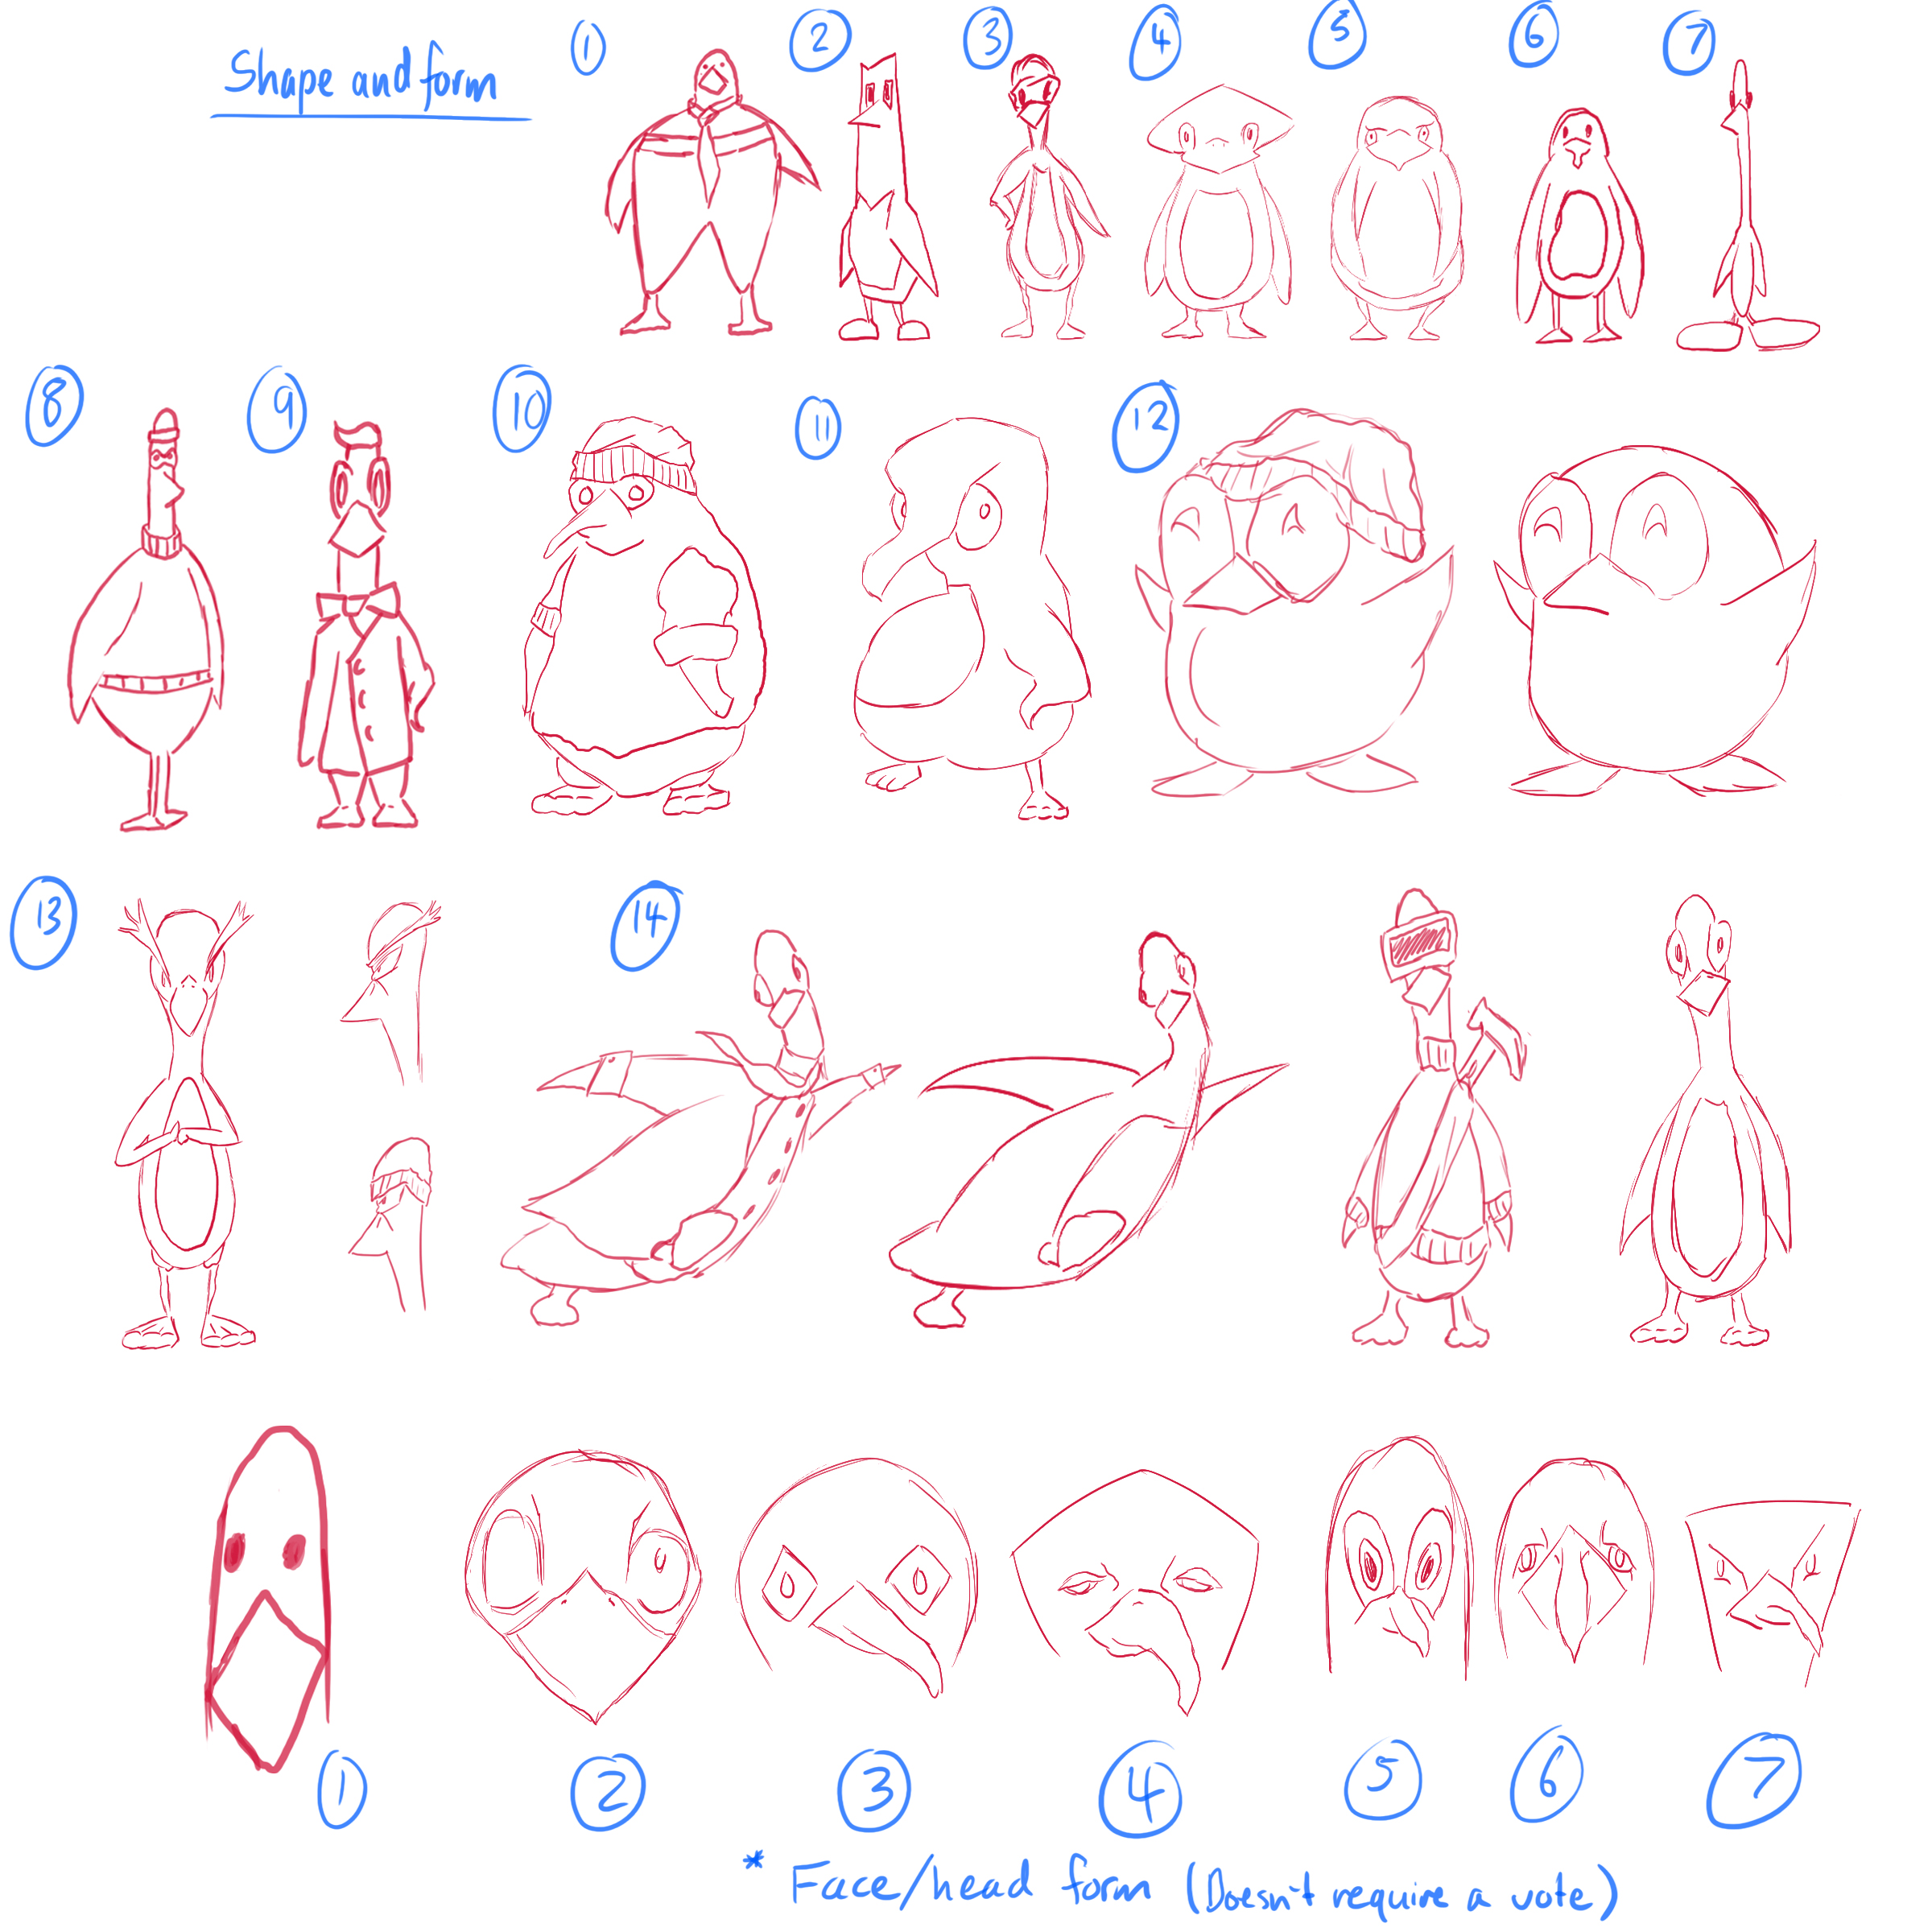 Shape and form
1 2 3 4 5 6 7
8 9 10 11 12
13 14
1 2 3 4 5 6 7
* Face/head form (Doesn't require a vote)